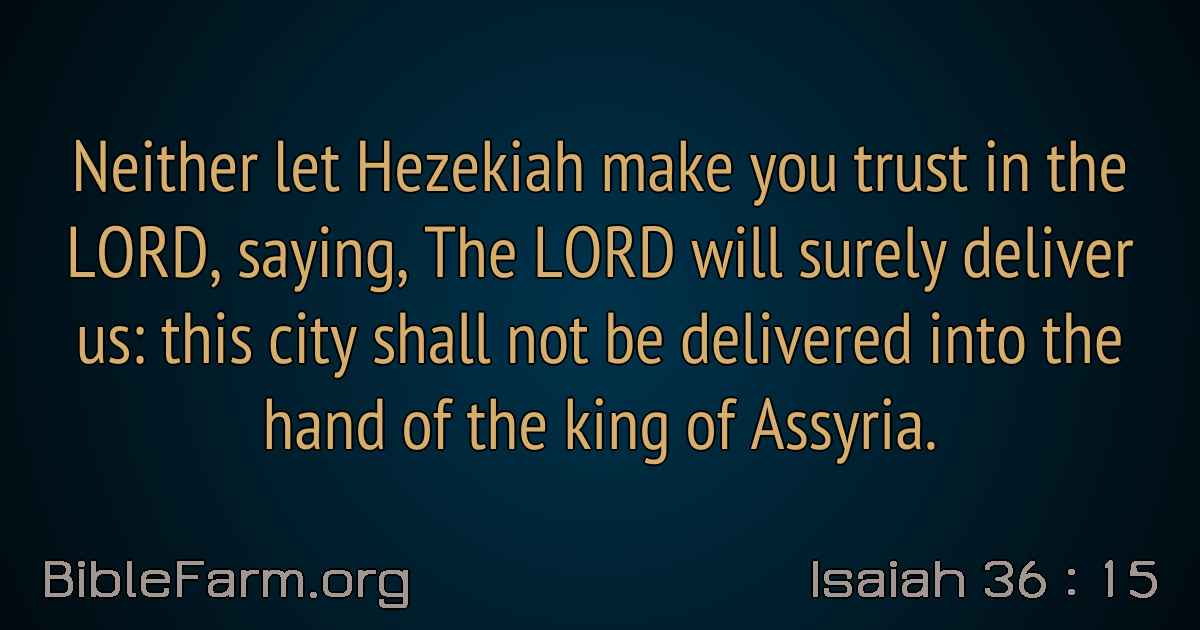 Neither let Hezekiah make you trust in the
LORD, saying, The LORD will surely deliver
us: this city shall not be delivered into the
hand of the king of Assyria.
BibleFarm.org
Isaiah 36 : 15